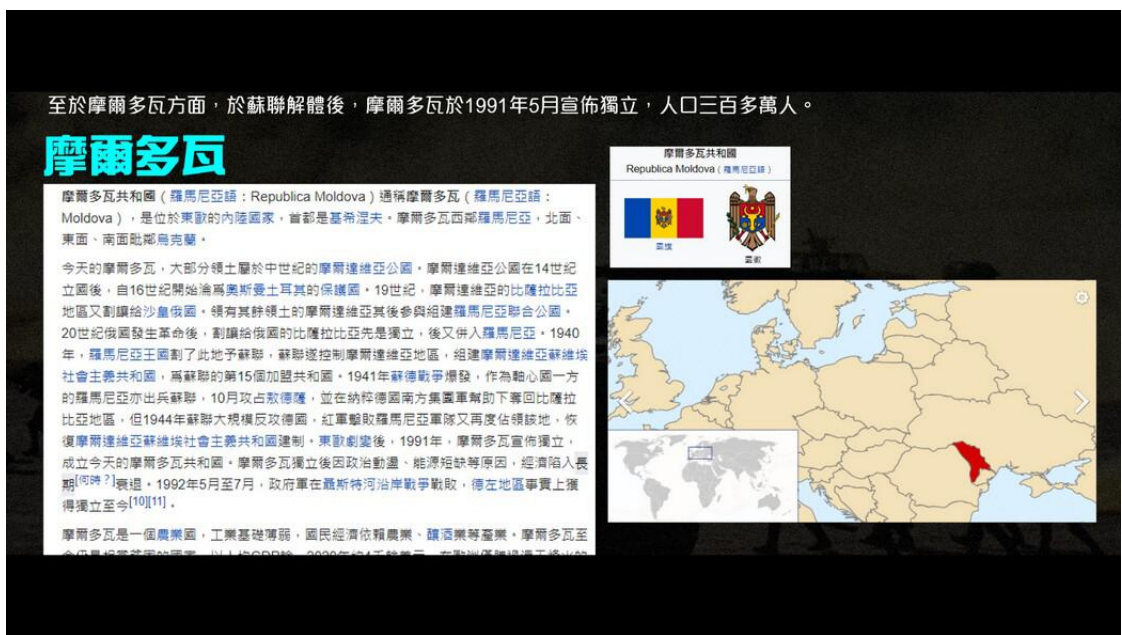 至於摩爾多瓦方面，於蘇聯解體後，摩爾多瓦於1991年5月宣佈獨立，人口三百多萬人。
摩爾多瓦
摩爾多瓦共和國（羅馬尼亞語：Republica Moldova）通稱摩爾多瓦（羅馬尼亞語：
Moldova），是位於東歐的內陸國家，首都是基希涅夫。摩爾多瓦西鄰羅馬尼亞，北面、
東面、南面毗鄰烏克蘭。
今天的摩爾多瓦，大部分領土屬於中世紀的摩爾達維亞公國。摩爾達維亞公國在14世紀
立國後，自16世紀開始淪為奧斯曼土耳其的保護國。19世紀，摩爾達維亞的比薩拉比亞
地區又割讓給沙皇俄國。領有其餘領土的摩爾達維亞其後參與組建羅馬尼亞聯合公國。
20世紀俄國發生革命後，割讓給俄國的比薩拉比亞先是獨立，後又併入羅馬尼亞。1940
年，羅馬尼亞王國割了此地予蘇聯，蘇聯逐控制摩爾達維亞地區，組建摩爾達維亞蘇維埃
社會主義共和國，為蘇聯的第15個加盟共和國。1941年蘇德戰爭爆發，作為軸心國一方
的羅馬尼亞亦出兵蘇聯，10月攻占敖德薩，並在納粹德國南方集團軍幫助下奪回比薩拉
比亞地區，但1944年蘇聯大規模反攻德國，紅軍擊敗羅馬尼亞軍隊又再度佔領該地，恢
復摩爾達維亞蘇維埃社會主義共和國建制。東歐劇變後，1991年，摩爾多瓦宣佈獨立，
成立今天的摩爾多瓦共和國。摩爾多瓦獨立後因政治動盪、能源短缺等原因，經濟陷入長
期[何時？]衰退。1992年5月至7月，政府軍在聶斯特河沿岸戰爭戰敗，德左地區事實上獲
得獨立至今[10][11]。
摩爾多瓦是一個農業國，工業基礎薄弱，國民經濟依賴農業、釀酒業等產業。摩爾多瓦至
摩爾多瓦共和國
Republica Moldova（羅馬尼亞語）
國旗
國徽